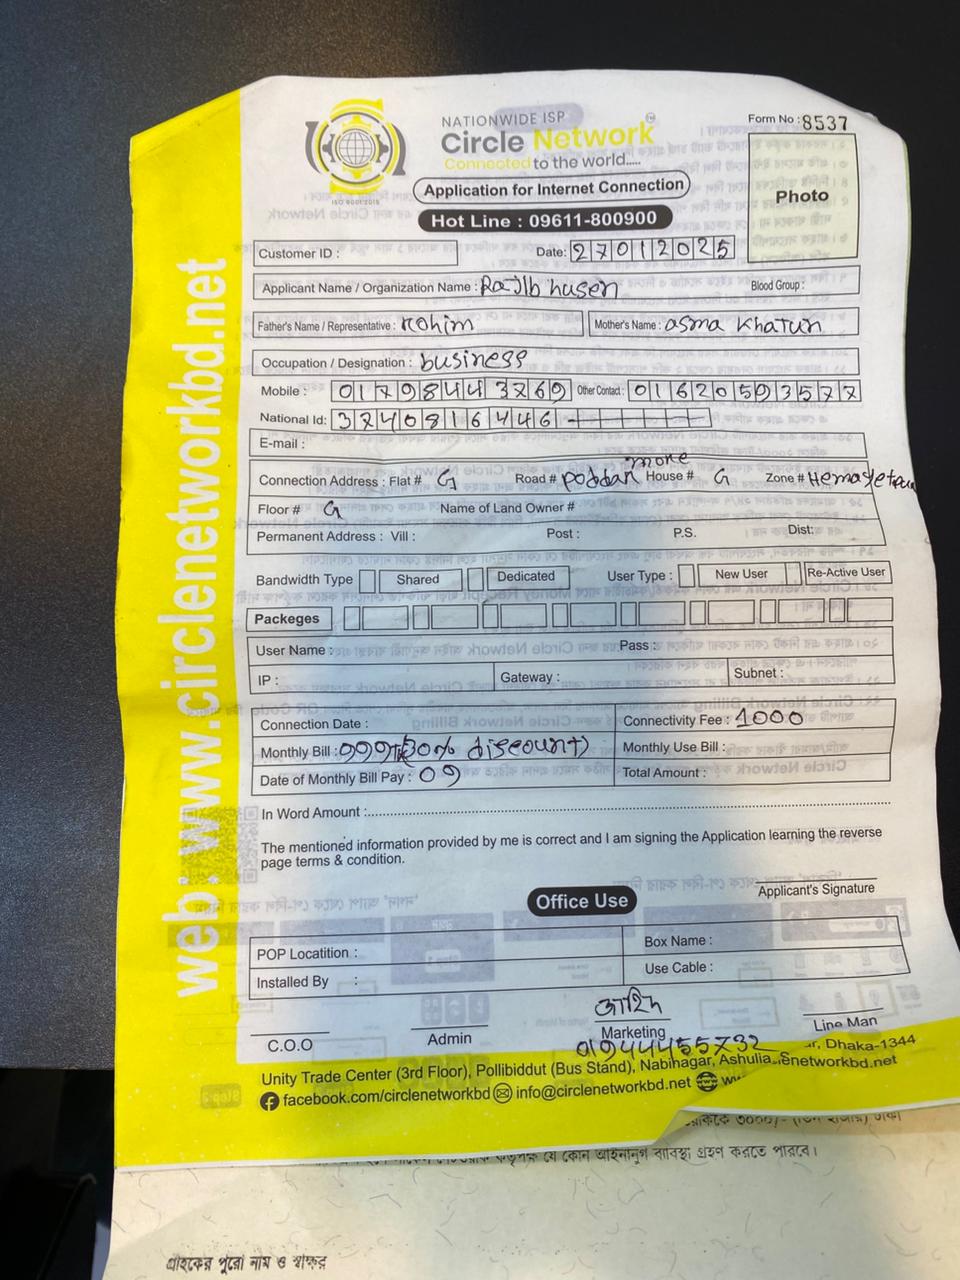 NATIONWIDE ISP
Circle Network
TM
Connected to the world.....
ISO 9001:2015
Form No : 8537
Photo
Application for Internet Connection
Hot Line : 09611-800900
Customer ID :
Date: 27012025
Applicant Name / Organization Name : Rajib husen
Blood Group :
Father's Name / Representative : Rohim
Mother's Name : asma Khatun
Occupation / Designation : business
Mobile : 01798443769
Other Contact : 01620593577
National Id: 3240816446
E-mail :
Connection Address : Flat # G Road # poddar more House # G Zone #
Floor # G Name of Land Owner #
Permanent Address : Vill : Post : P.S. Dist:
Bandwidth Type Shared Dedicated User Type : New User Re-Active User
Packeges
User Name : Pass :
IP : Gateway : Subnet :
Connection Date : Connectivity Fee : 1000
Monthly Bill : 999 (30% discount) Monthly Use Bill :
Date of Monthly Bill Pay : 09 Total Amount :
In Word Amount :
The mentioned information provided by me is correct and I am signing the Application learning the reverse
page terms & condition.
Applicant's Signature
Office Use
POP Locatition : Box Name :
Installed By : Use Cable :
C.O.O Admin Marketing Line Man
01944455732
Unity Trade Center (3rd Floor), Pollibiddut (Bus Stand), Nabinagar, Ashulia, Dhaka-1344
facebook.com/circlenetworkbd info@circlenetworkbd.net
web: www.circlenetworkbd.net
যে কোন আইনানুগ ব্যবস্থা গ্রহণ করতে পারবে।
গ্রাহকের পুরো নাম ও স্বাক্ষর